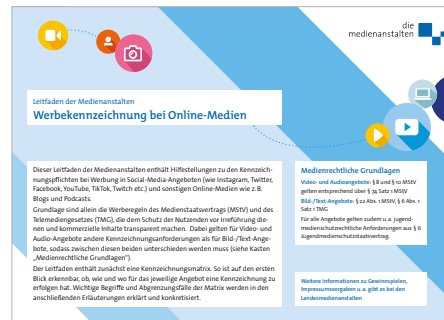 die
medienanstalten
Leitfaden der Medienanstalten
Werbekennzeichnung bei Online-Medien
Dieser Leitfaden der Medienanstalten enthält Hilfestellungen zu den Kennzeich-
nungspflichten bei Werbung in Social-Media-Angeboten (wie Instagram, Twitter,
Facebook, YouTube, TikTok, Twitch etc.) und sonstigen Online-Medien wie z. B.
Blogs und Podcasts.
Grundlage sind allein die Werberegeln des Medienstaatsvertrags (MStV) und des
Telemediengesetzes (TMG), die dem Schutz der Nutzenden vor Irreführung die-
nen und kommerzielle Inhalte transparent machen. Dabei gelten für Video- und
Audio-Angebote andere Kennzeichnungsanforderungen als für Bild-/Text-Ange-
bote, sodass zwischen diesen beiden unterschieden werden muss (siehe Kasten
„Medienrechtliche Grundlagen").
Der Leitfaden enthält zunächst eine Kennzeichnungsmatrix. So ist auf den ersten
Blick erkennbar, ob, wie und wo für das jeweilige Angebot eine Kennzeichnung zu
erfolgen hat. Wichtige Begriffe und Abgrenzungsfälle der Matrix werden in den
anschließenden Erläuterungen erklärt und konkretisiert.
Medienrechtliche Grundlagen
Video- und Audioangebote: § 8 und § 10 MStV
gelten entsprechend über § 74 Satz 1 MStV
Bild-/Text-Angebote: § 22 Abs. 1 MStV, § 6 Abs. 1
Satz 1 TMG
Für alle Angebote gelten zudem u. a. jugend-
medienschutzrechtliche Anforderungen aus § 6
Jugendmedienschutzstaatsvertrag.
Weitere Informationen zu Gewinnspielen,
Impressumsangaben u.a. gibt es bei den
Landesmedienanstalten